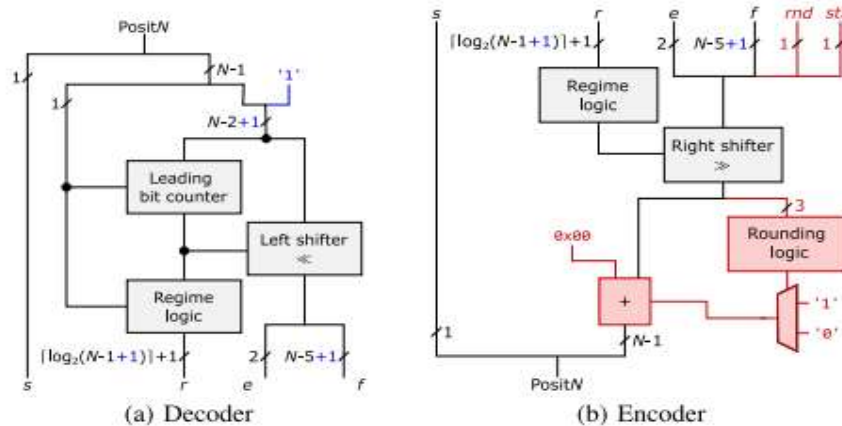 PositN
s r e f rnd
1 N-1 '1'
⌈log₂(N-1+1)⌉+1 2 N-5+1 1 1
1
N-2+1
Regime
logic
Leading
bit counter
Right shifter
≫
Left shifter
≪
3
Rounding
logic
0x00
Regime
logic
+
'1'
'0'
⌈log₂(N-1+1)⌉+1 2 N-5+1
1 N-1
s r e f
PositN
(a) Decoder (b) Encoder